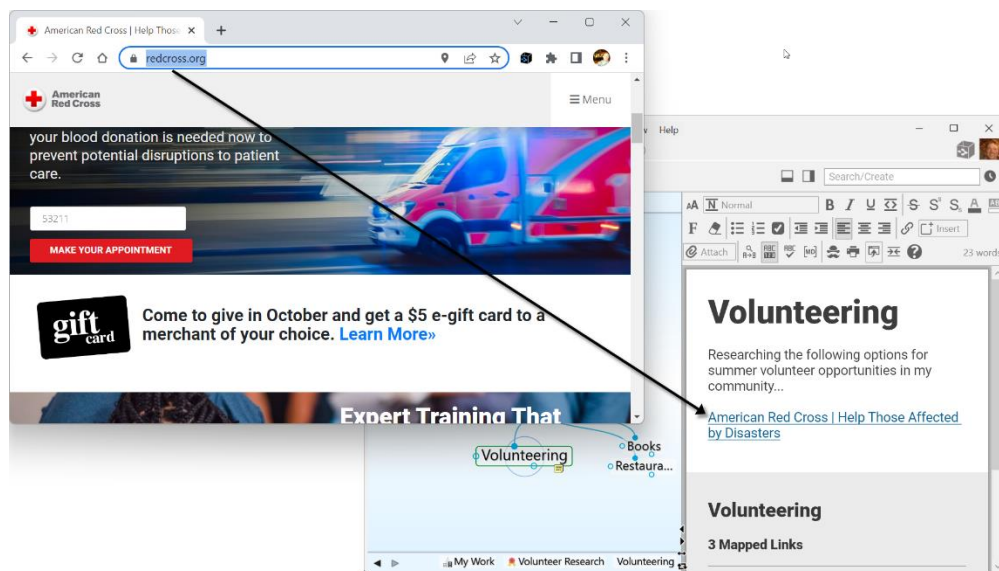 American Red Cross | Help Those
redcross.org
American
Red Cross
Menu
your blood donation is needed now to
prevent potential disruptions to patient
care.
53211
MAKE YOUR APPOINTMENT
gift
card
Come to give in October and get a $5 e-gift card to a
merchant of your choice. Learn More»
Expert Training That
Help
Search/Create
AA N Normal B I U S S S A
F Insert
Attach 23 words
Volunteering
Researching the following options for
summer volunteer opportunities in my
community...
American Red Cross | Help Those Affected
by Disasters
Volunteering
3 Mapped Links
Volunteering
Books
Restaura...
My Work Volunteer Research Volunteering